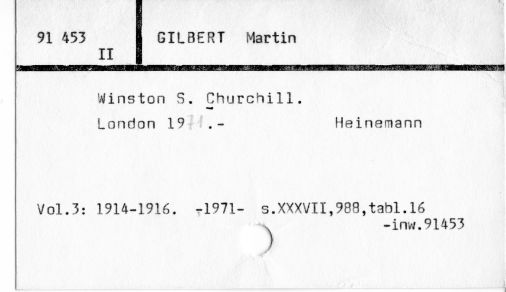 91 453 GILBERT Martin
II
Winston S. Churchill.
London 1971.- Heinemann
Vol.3: 1914-1916. -1971- s.XXXVII,988,tabl.16
-inw.91453